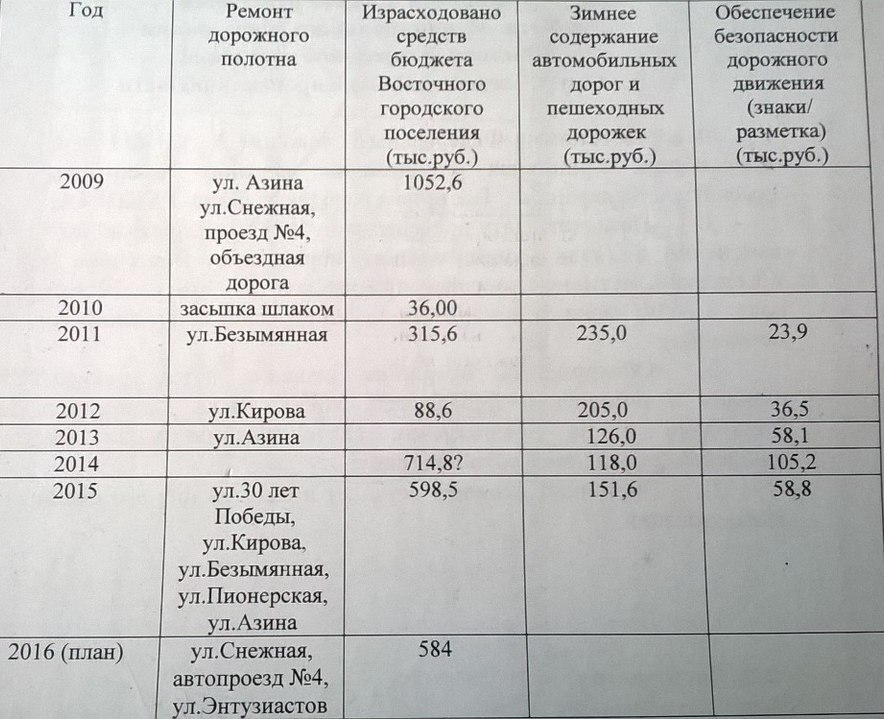 Год
Ремонт
дорожного
полотна
Израсходовано
средств
бюджета
Восточного
городского
поселения
(тыс.руб.)
Зимнее
содержание
автомобильных
дорог и
пешеходных
дорожек
(тыс.руб.)
Обеспечение
безопасности
дорожного
движения
(знаки/
разметка)
(тыс.руб.)
2009
ул. Азина
ул.Снежная,
проезд №4,
объездная
дорога
1052,6
2010
засыпка шлаком
36,00
2011
ул.Безымянная
315,6
235,0
23,9
2012
ул.Кирова
88,6
205,0
36,5
2013
ул.Азина
126,0
58,1
2014
714,8?
118,0
105,2
2015
ул.30 лет
Победы,
ул.Кирова,
ул.Безымянная,
ул.Пионерская,
ул.Азина
598,5
151,6
58,8
2016 (план)
ул.Снежная,
автопроезд №4,
ул.Энтузиастов
584